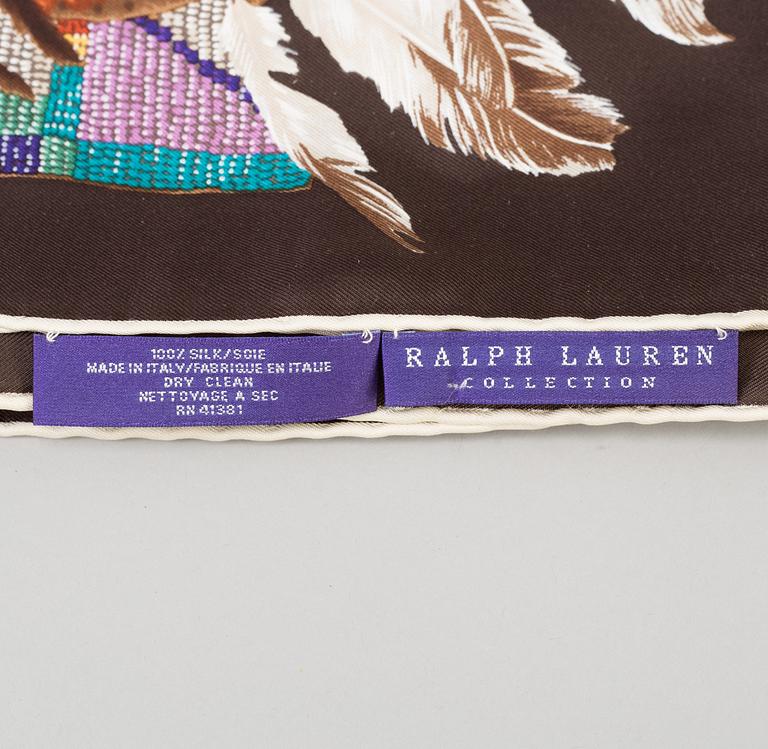 100% SILK/SOIE
MADE IN ITALY/FABRIQUE EN ITALIE
DRY CLEAN
NETTOYAGE A SEC
RN 41381
RALPH LAUREN
COLLECTION